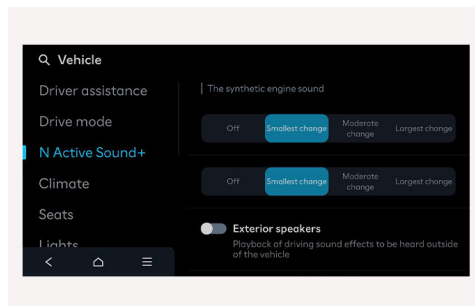 Vehicle
Driver assistance
Drive mode
N Active Sound+
Climate
Seats
Lights
The synthetic engine sound
Off
Smallest change
Moderate
change
Largest change
Off
Smallest change
Moderate
change
Largest change
Exterior speakers
Playback of driving sound effects to be heard outside
of the vehicle